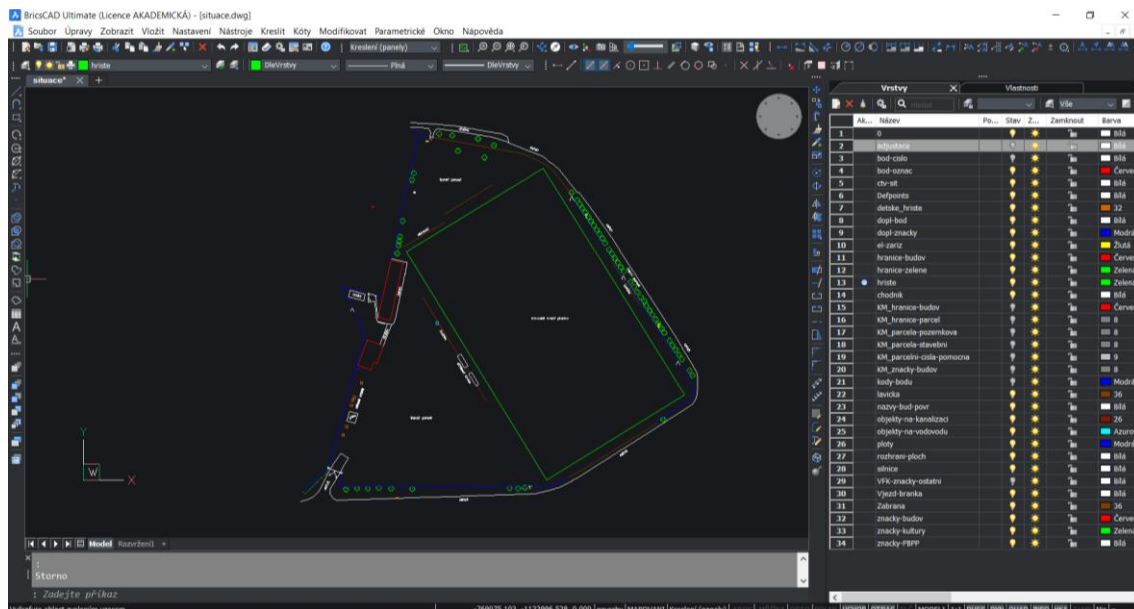 BricsCAD Ultimate (Licence AKADEMICKÁ) - [situace.dwg]
Soubor Úpravy Zobrazit Vložit Nastavení Nástroje Kreslit Kóty Modifikovat Parametrické Okno Nápověda
Kreslení (panely)
hriste DleVrstvy Plná DleVrstvy
situace*
Vrstvy Vlastnosti
Hledat Vše
Ak... Název Po... Stav Z... Zamknout Barva
1 0 Bílá
2 adjustace Bílá
3 bod-cislo Bílá
4 bod-oznac Červe
5 ctv-sit Bílá
6 Defpoints Bílá
7 detske_hriste 32
8 dopl-bod Bílá
9 dopl-znacky Modrá
10 el-zariz Žlutá
11 hranice-budov Červe
12 hranice-zelene Zelená
13 hriste Zelená
14 chodnik Bílá
15 KM_hranice-budov Červe
16 KM_hranice-parcel 8
17 KM_parcela-pozemkova 8
18 KM_parcela-stavebni 8
19 KM_parcelni-cisla-pomocna 9
20 KM_znacky-budov 8
21 kody-bodu Modrá
22 lavicka 36
23 nazvy-bud-povr Bílá
24 objekty-na-kanalizaci 26
25 objekty-na-vodovodu Azuro
26 ploty Modrá
27 rozhrani-ploch Bílá
28 silnice Bílá
29 VFK-znacky-ostatni Bílá
30 Vjezd-branka Bílá
31 Zabrana 36
32 znacky-budov Červe
33 znacky-kultury Zelená
34 znacky-PBPP Bílá
Y
W X
Model Rozvržení1 +
:
Storno
: Zadejte příkaz